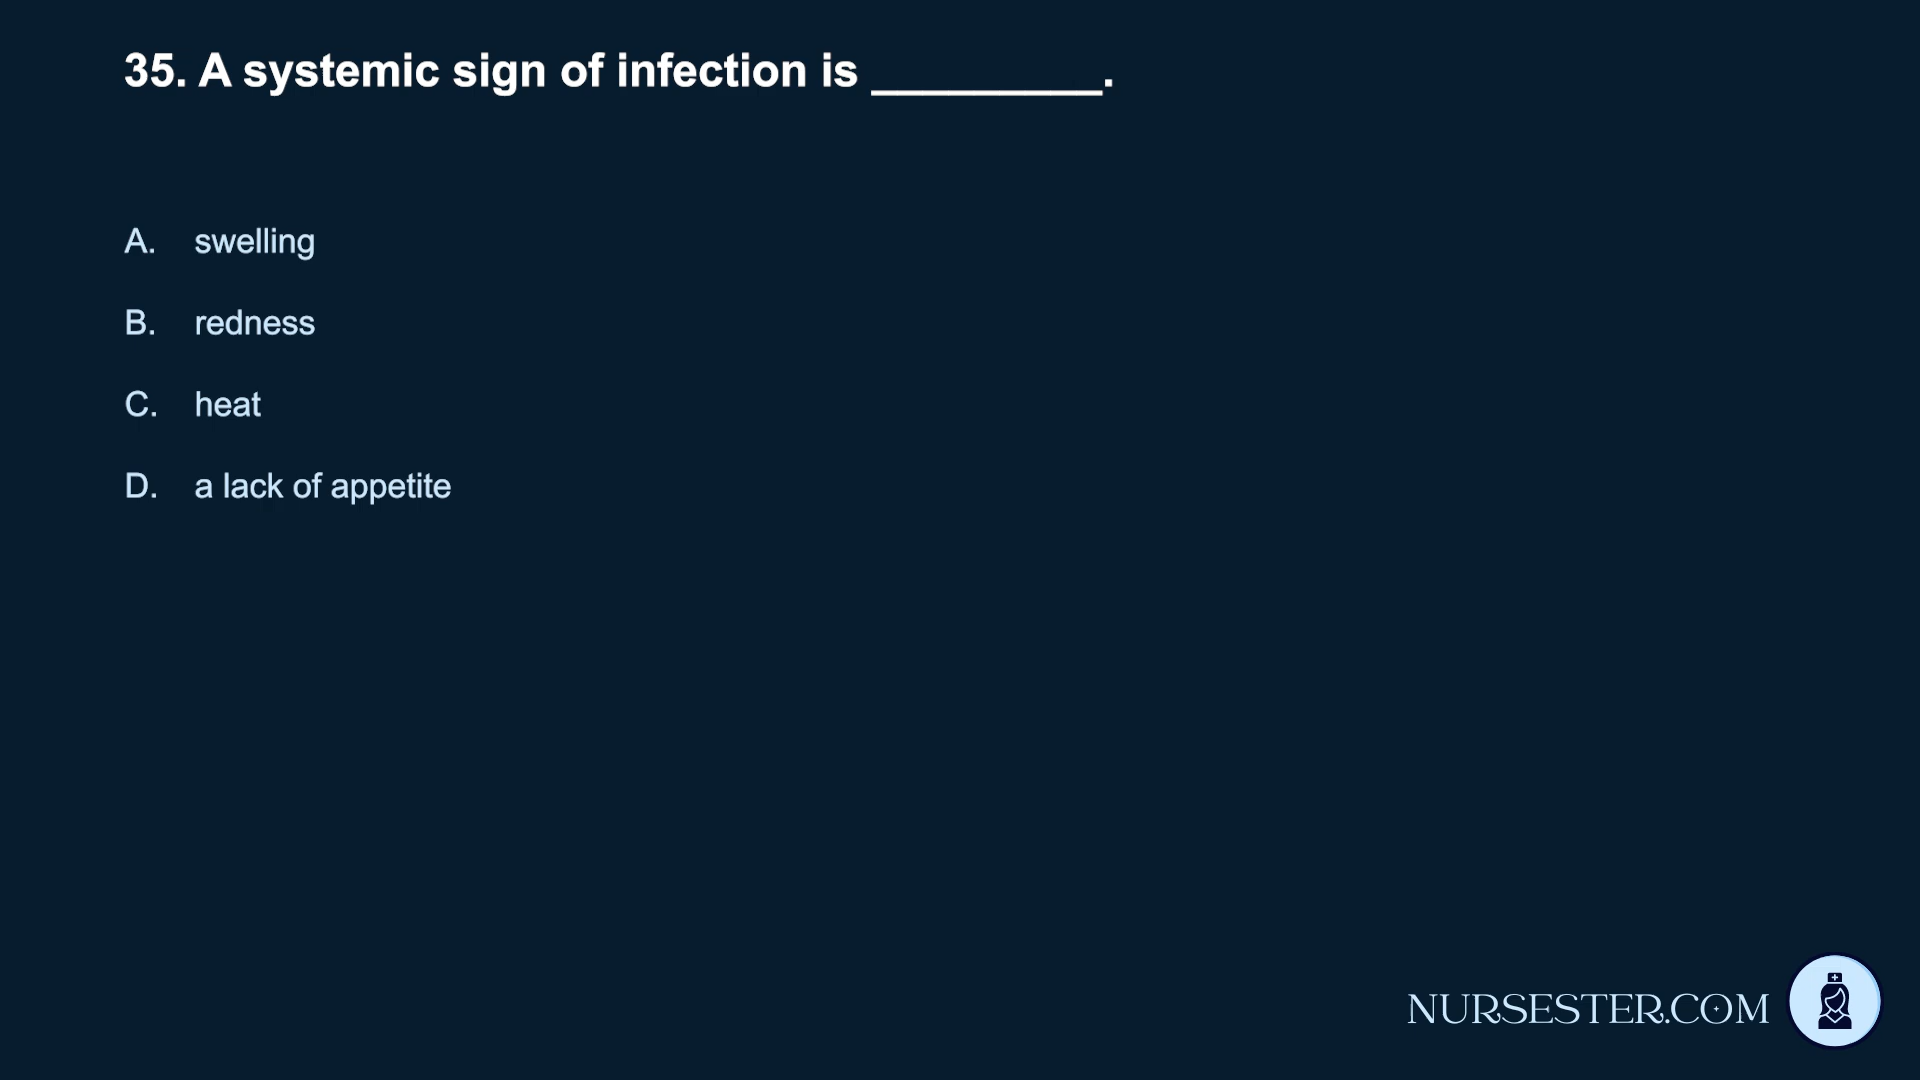 35. A systemic sign of infection is _________.
A. swelling
B. redness
C. heat
D. a lack of appetite
NURSESTER.COM